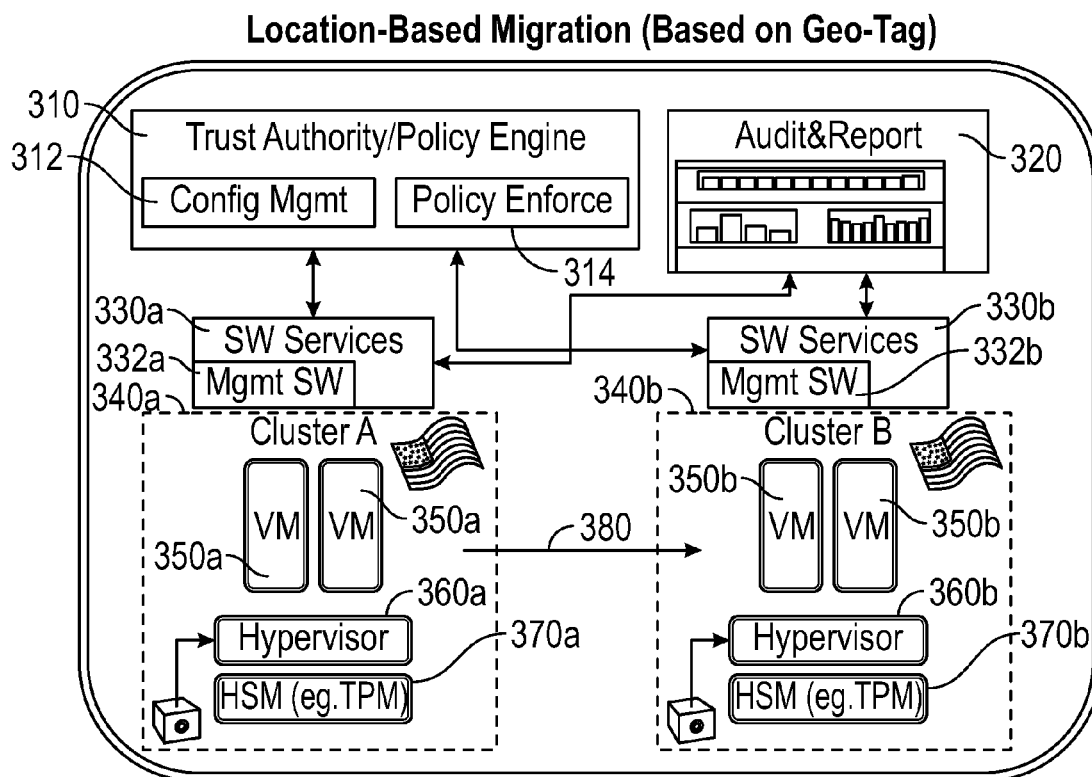 Location-Based Migration (Based on Geo-Tag)
310
Trust Authority/Policy Engine
312
Config Mgmt
Policy Enforce
314
Audit&Report
320
330a
SW Services
332a
Mgmt SW
340a
330b
SW Services
332b
Mgmt SW
340b
Cluster A
VM
VM
350a
350a
380
Cluster B
350b
VM
VM
350b
360a
Hypervisor
370a
HSM (eg.TPM)
360b
Hypervisor
370b
HSM (eg.TPM)